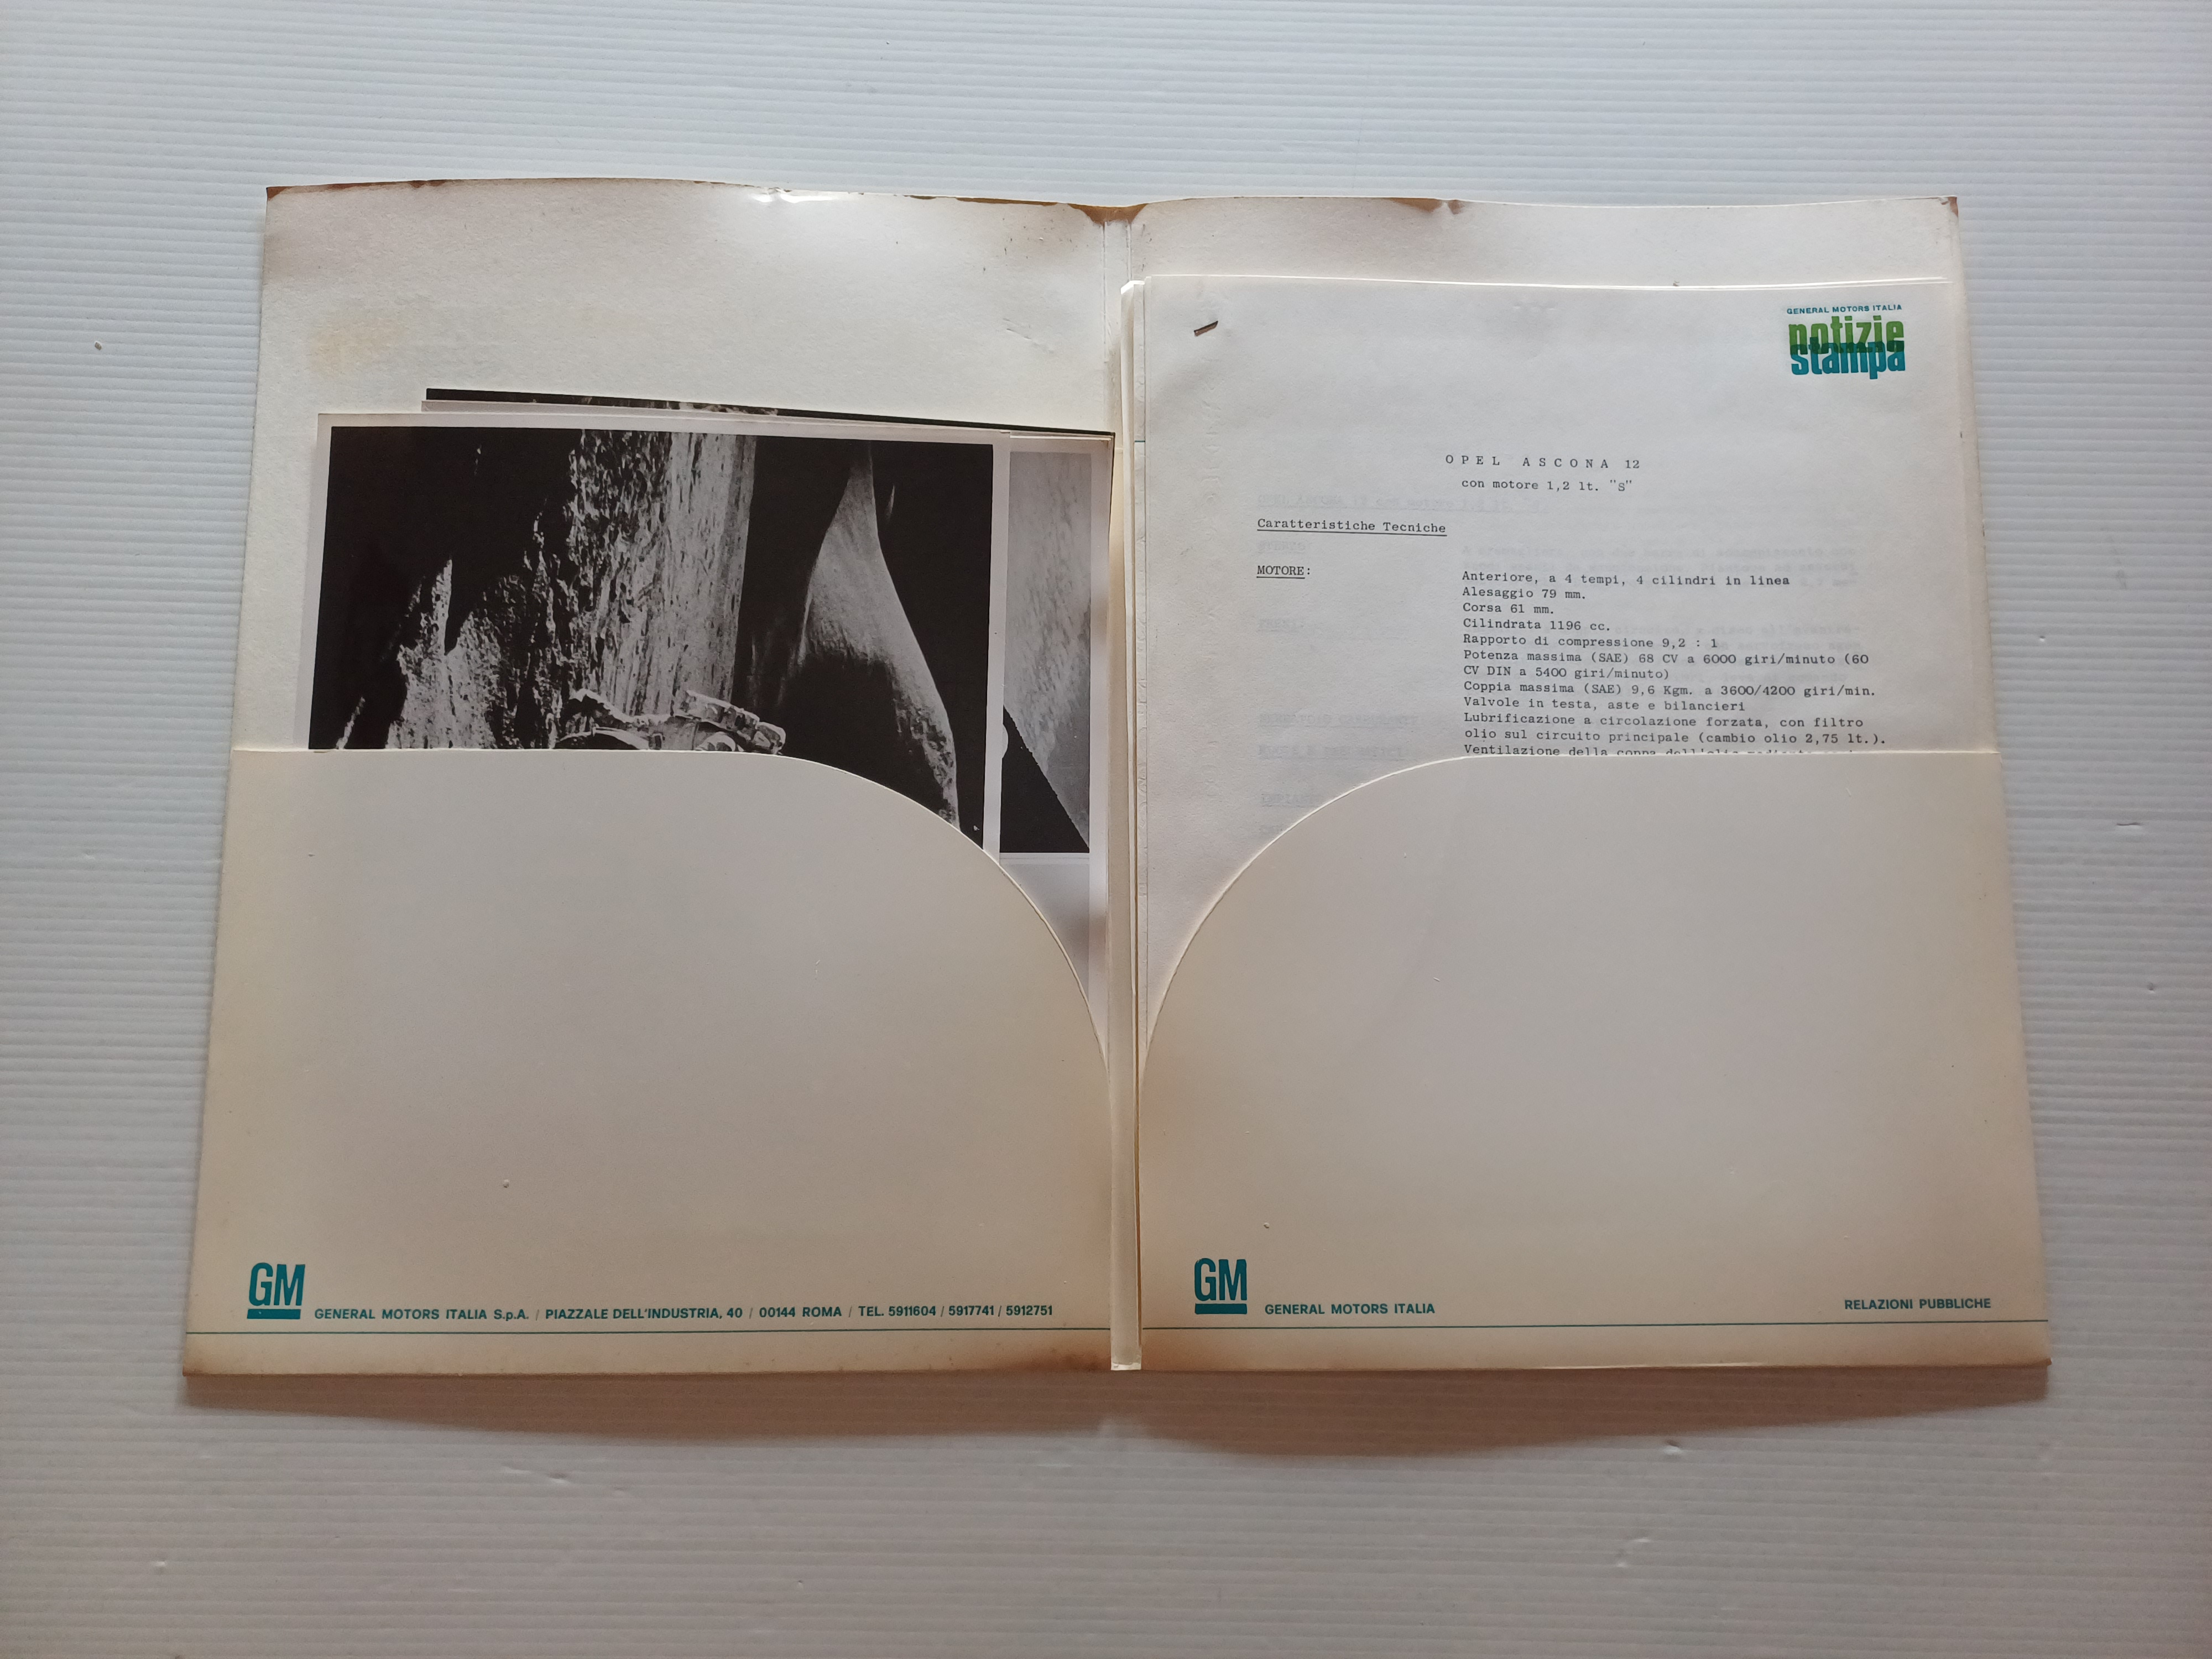 GENERAL MOTORS ITALIA
notizie
stampa
OPEL ASCONA 12
con motore 1,2 lt. "S"
Caratteristiche Tecniche
MOTORE:
Anteriore, a 4 tempi, 4 cilindri in linea
Alesaggio 79 mm.
Corsa 61 mm.
Cilindrata 1196 cc.
Rapporto di compressione 9,2 : 1
Potenza massima (SAE) 68 CV a 6000 giri/minuto (60
CV DIN a 5400 giri/minuto)
Coppia massima (SAE) 9,6 Kgm. a 3600/4200 giri/min.
Valvole in testa, aste e bilancieri
Lubrificazione a circolazione forzata, con filtro
olio sul circuito principale (cambio olio 2,75 lt.).
Ventilazione della coppa dell'olio
GM
GENERAL MOTORS ITALIA S.p.A. / PIAZZALE DELL'INDUSTRIA, 40 / 00144 ROMA / TEL. 5911604 / 5917741 / 5912751
GM
GENERAL MOTORS ITALIA
RELAZIONI PUBBLICHE